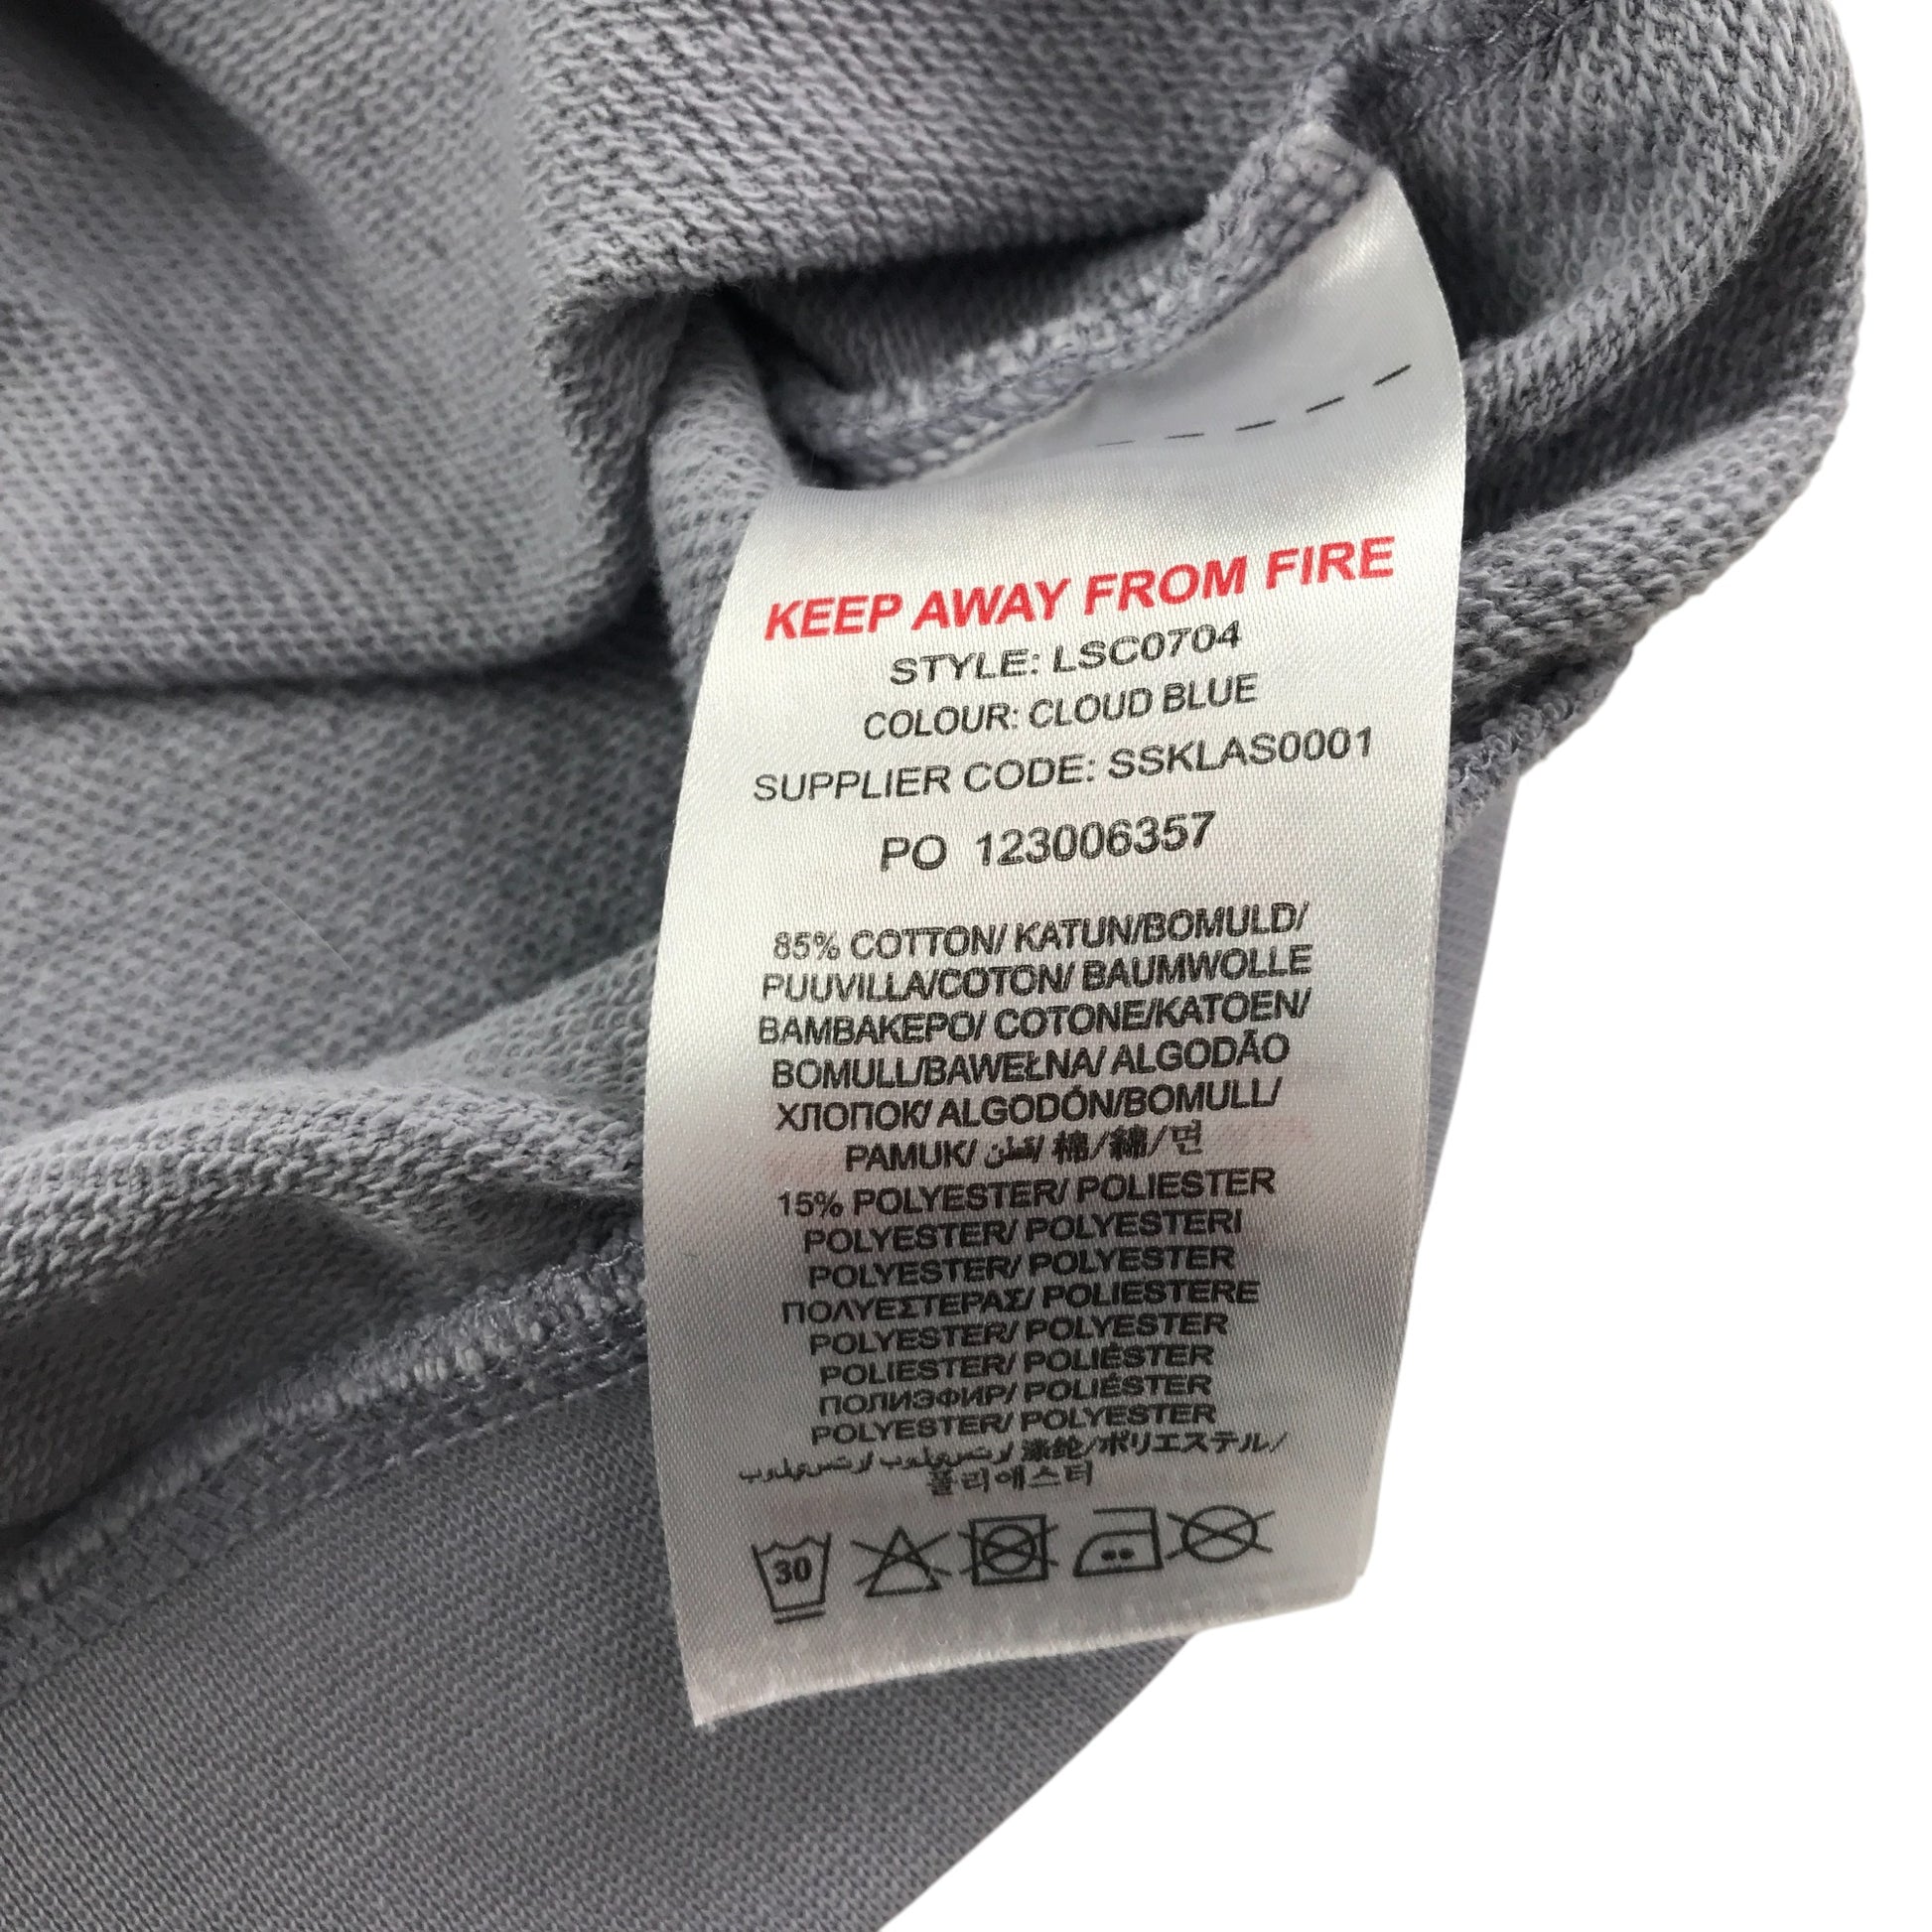 KEEP AWAY FROM FIRE
STYLE: LSC0704
COLOUR: CLOUD BLUE
SUPPLIER CODE: SSKLAS0001
PO 123006357
85% COTTON/ KATUN/BOMULD/
PUUVILLA/COTON/ BAUMWOLLE
ΒΑΜΒΑΚΕΡΟ/ COTONE/KATOEN/
BOMULL/BAWEŁNA/ ALGODÃO
ХЛОПОК/ ALGODÓN/BOMULL/
PAMUK/ قطن/ 棉/綿/면
15% POLYESTER/ POLIESTER
POLYESTER/ POLYESTERI
POLYESTER/ POLYESTER
ΠΟΛΥΕΣΤΕΡΑΣ/ POLIESTERE
POLYESTER/ POLYESTER
POLIESTER/ POLIÉSTER
ПОЛИЭФИР/ POLIÉSTER
POLYESTER/ POLYESTER
涤纶/ポリエステル/
폴리에스터
30